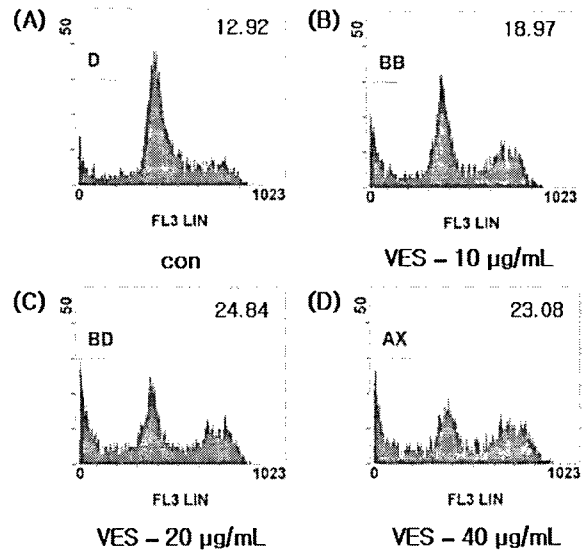 (A) 50 12.92
D
0 1023
FL3 LIN
con
(B) 50 18.97
BB
0 1023
FL3 LIN
VES – 10 µg/mL
(C) 50 24.84
BD
0 1023
FL3 LIN
VES – 20 µg/mL
(D) 50 23.08
AX
0 1023
FL3 LIN
VES – 40 µg/mL